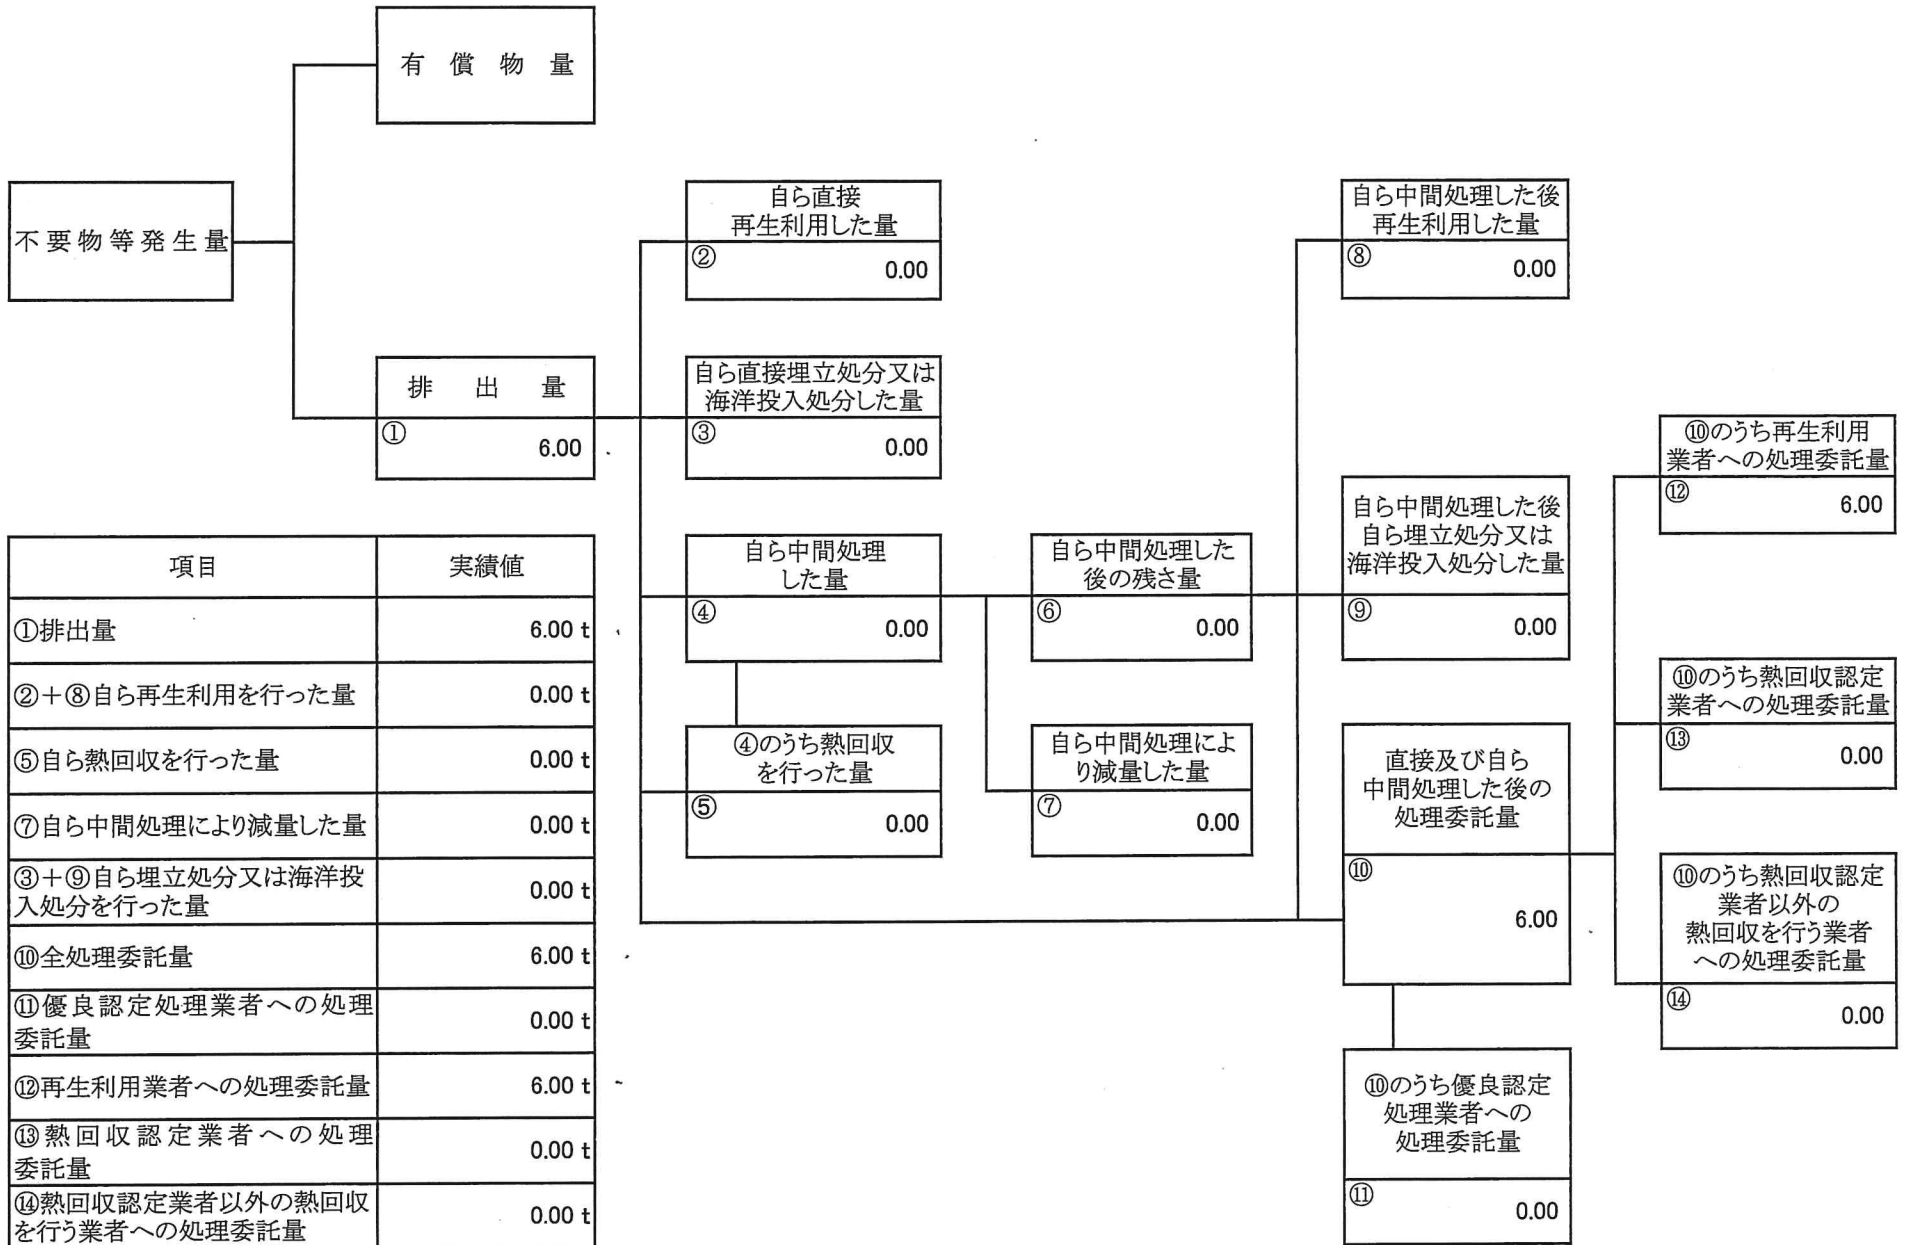 有 償 物 量
不要物等発生量
排 出 量
①
6.00
自ら直接
再生利用した量
②
0.00
自ら直接埋立処分又は
海洋投入処分した量
③
0.00
自ら中間処理
した量
④
0.00
④のうち熱回収
を行った量
⑤
0.00
自ら中間処理した
後の残さ量
⑥
0.00
自ら中間処理によ
り減量した量
⑦
0.00
自ら中間処理した後
再生利用した量
⑧
0.00
自ら中間処理した後
自ら埋立処分又は
海洋投入処分した量
⑨
0.00
直接及び自ら
中間処理した後の
処理委託量
⑩
6.00
⑩のうち優良認定
処理業者への
処理委託量
⑪
0.00
⑩のうち再生利用
業者への処理委託量
⑫
6.00
⑩のうち熱回収認定
業者への処理委託量
⑬
0.00
⑩のうち熱回収認定
業者以外の
熱回収を行う業者
への処理委託量
⑭
0.00
項目 実績値
①排出量 6.00 t
②+⑧自ら再生利用を行った量 0.00 t
⑤自ら熱回収を行った量 0.00 t
⑦自ら中間処理により減量した量 0.00 t
③+⑨自ら埋立処分又は海洋投
入処分を行った量 0.00 t
⑩全処理委託量 6.00 t
⑪優良認定処理業者への処理
委託量 0.00 t
⑫再生利用業者への処理委託量 6.00 t
⑬熱回収認定業者への処理
委託量 0.00 t
⑭熱回収認定業者以外の熱回収
を行う業者への処理委託量 0.00 t